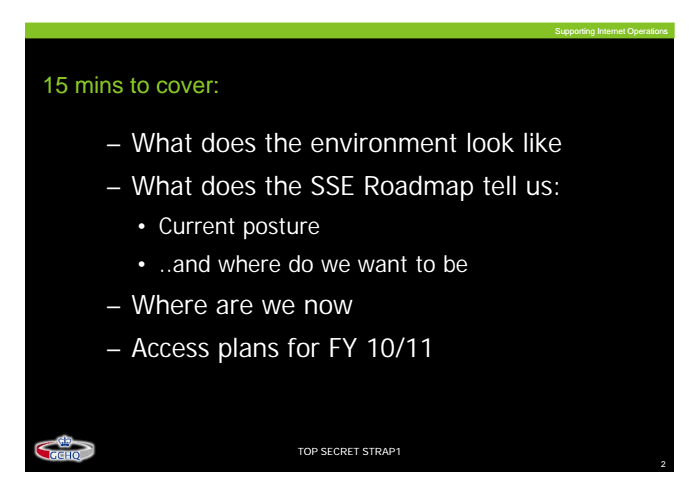 Supporting Internet Operations
15 mins to cover:
– What does the environment look like
– What does the SSE Roadmap tell us:
• Current posture
• ..and where do we want to be
– Where are we now
– Access plans for FY 10/11
GCHQ
TOP SECRET STRAP1
2